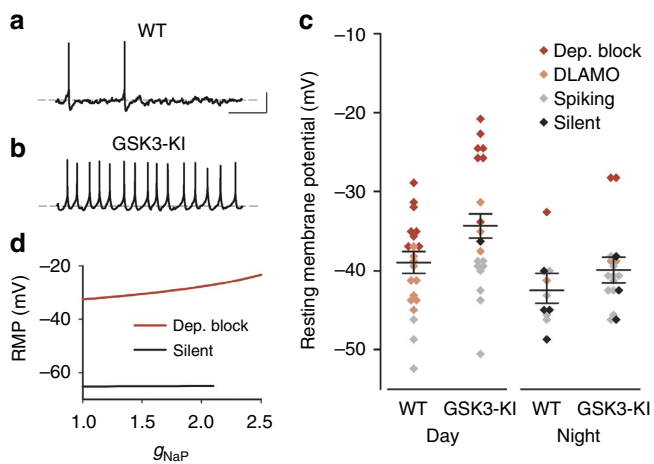 a
WT
b
GSK3-KI
d
RMP (mV)
−20
−40
−60
Dep. block
Silent
1.0 1.5 2.0 2.5
gNaP
c
Resting membrane potential (mV)
−10
−20
−30
−40
−50
Dep. block
DLAMO
Spiking
Silent
WT GSK3-KI WT GSK3-KI
Day Night